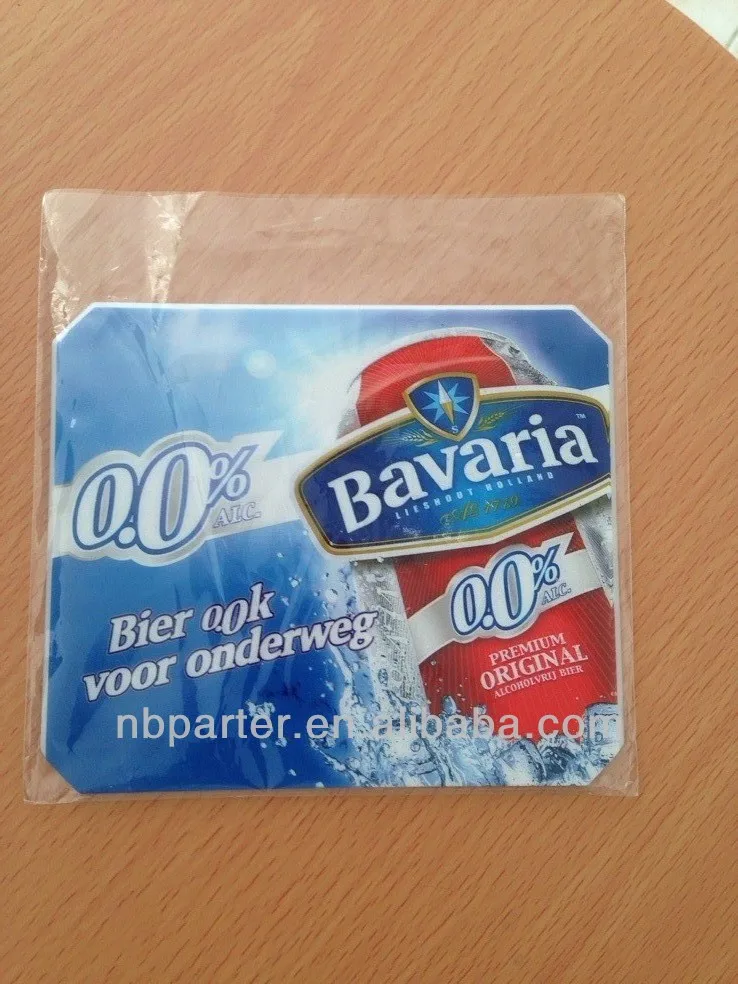 0.0%
ALC.
S
Bavaria
TM
LIESHOUT HOLLAND
0.0%
ALC.
PREMIUM
ORIGINAL
ALCOHOLVRIJ BIER
Bier 0.0k
voor onderweg
nbparter.en.alibaba.com